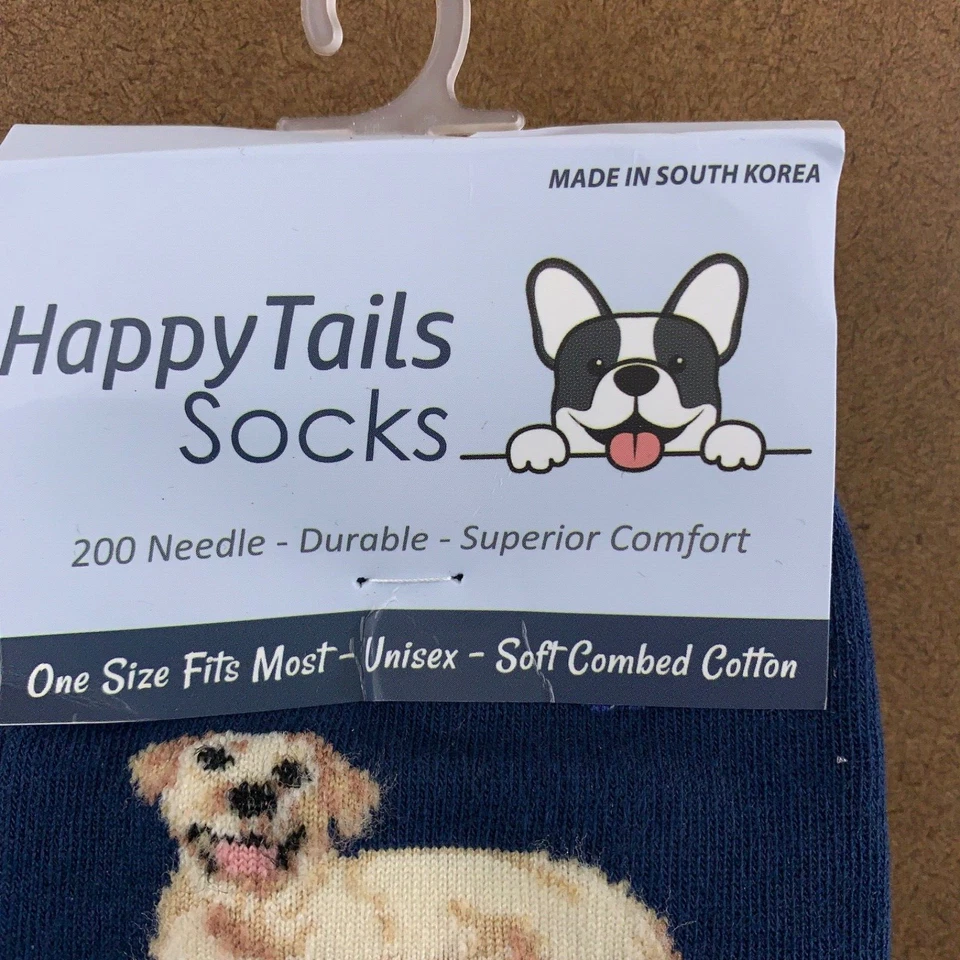 MADE IN SOUTH KOREA
HappyTails
Socks
200 Needle - Durable - Superior Comfort
One Size Fits Most - Unisex - Soft Combed Cotton